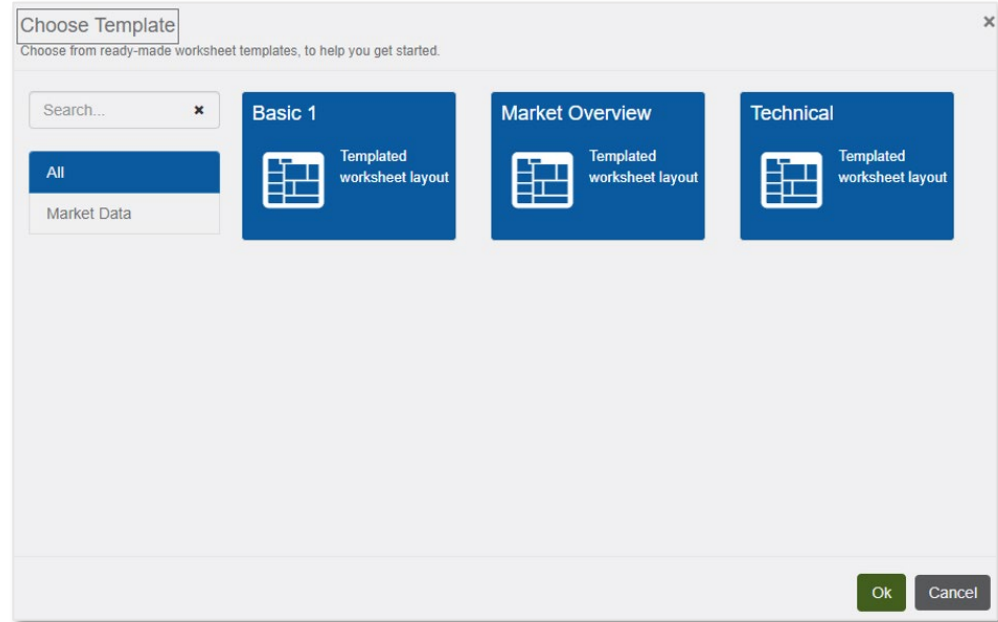 Choose Template
Choose from ready-made worksheet templates, to help you get started.
Search...
All
Market Data
Basic 1
Templated
worksheet layout
Market Overview
Templated
worksheet layout
Technical
Templated
worksheet layout
Ok
Cancel